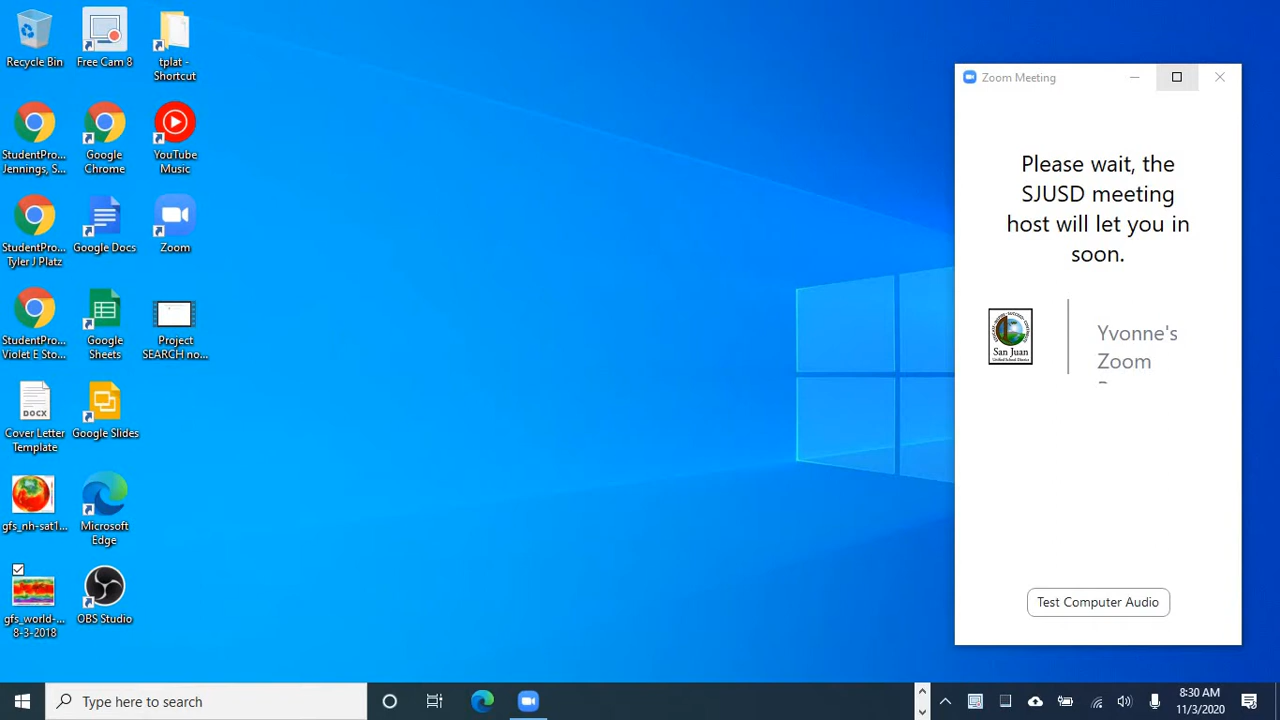 Recycle Bin
Free Cam 8
tplat -
Shortcut
StudentPro...
Jennings, S...
Google
Chrome
YouTube
Music
StudentPro...
Tyler J Platz
Google Docs
Zoom
StudentPro...
Violet E Sto...
Google
Sheets
Project
SEARCH no...
Cover Letter
Template
DOCX
Google Slides
gfs_nh-sat1...
Microsoft
Edge
gfs_world-...
8-3-2018
OBS Studio
Zoom Meeting
Please wait, the
SJUSD meeting
host will let you in
soon.
San Juan
Yvonne's
Zoom
Test Computer Audio
Type here to search
8:30 AM
11/3/2020